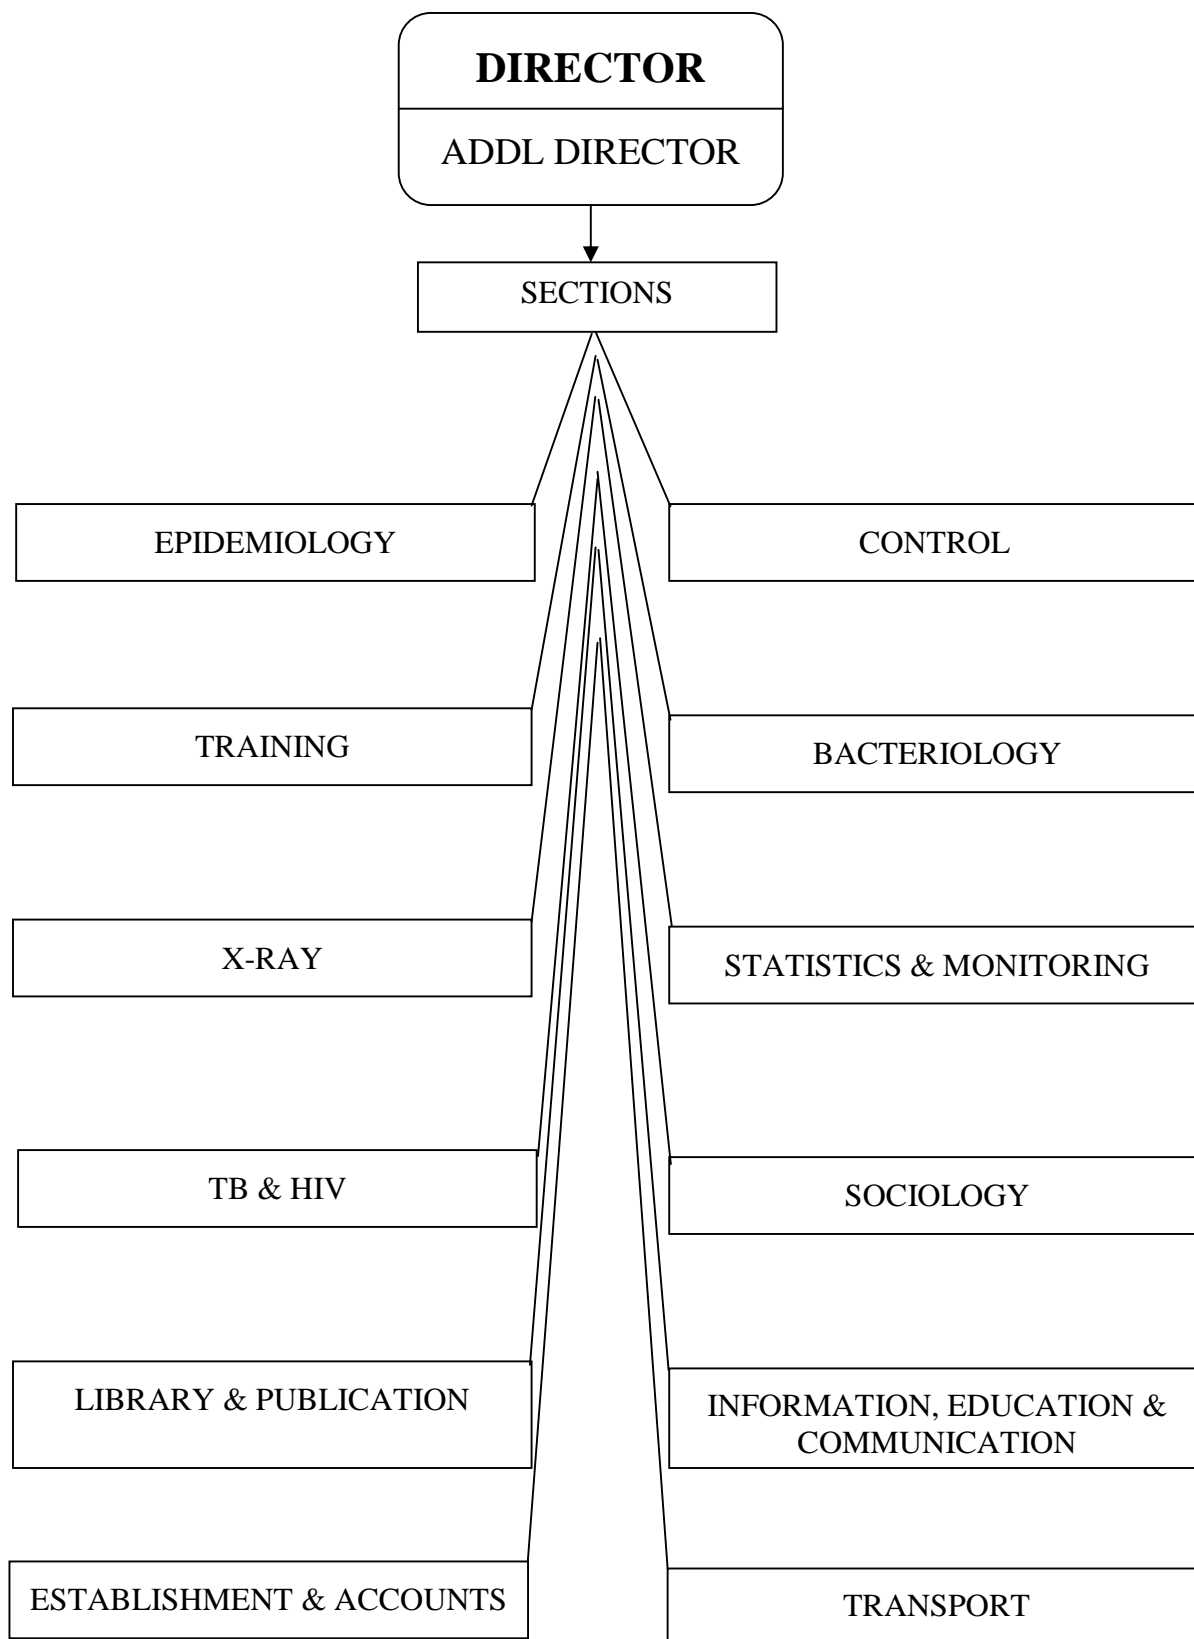 DIRECTOR
ADDL DIRECTOR
SECTIONS
EPIDEMIOLOGY
CONTROL
TRAINING
BACTERIOLOGY
X-RAY
STATISTICS & MONITORING
TB & HIV
SOCIOLOGY
LIBRARY & PUBLICATION
INFORMATION, EDUCATION &
COMMUNICATION
ESTABLISHMENT & ACCOUNTS
TRANSPORT